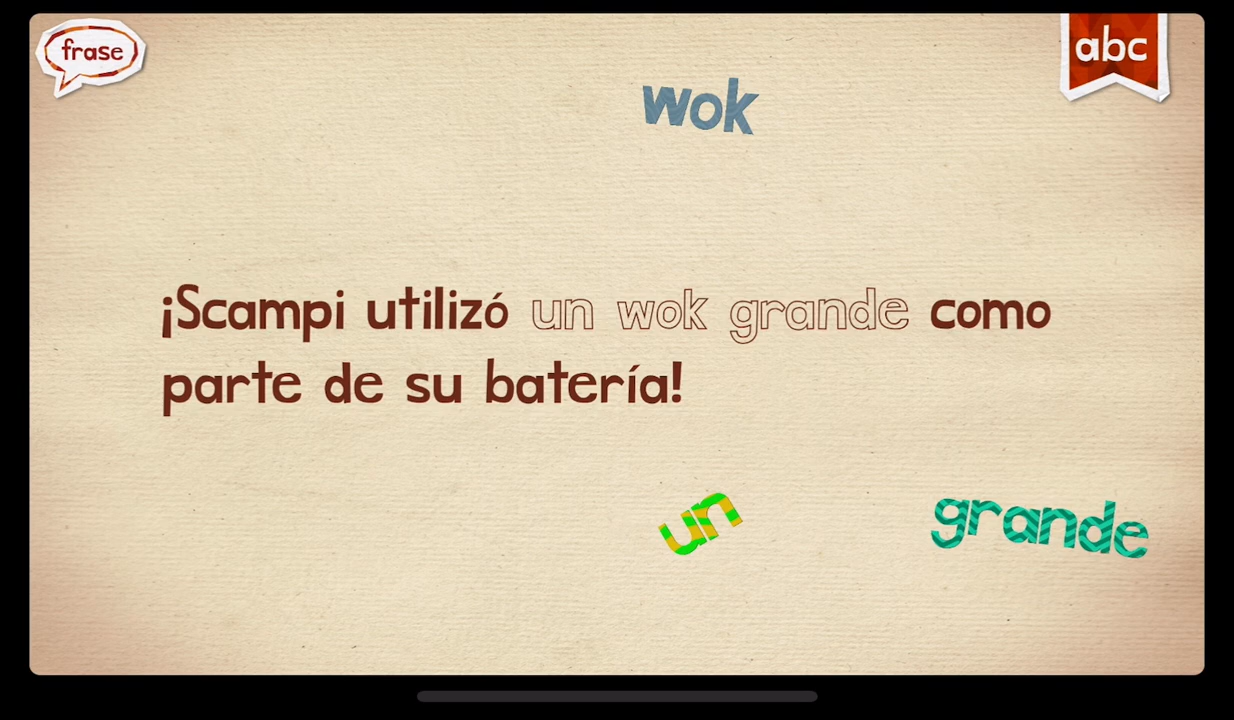 frase
abc
wok
¡Scampi utilizó un wok grande como
parte de su batería!
un
grande